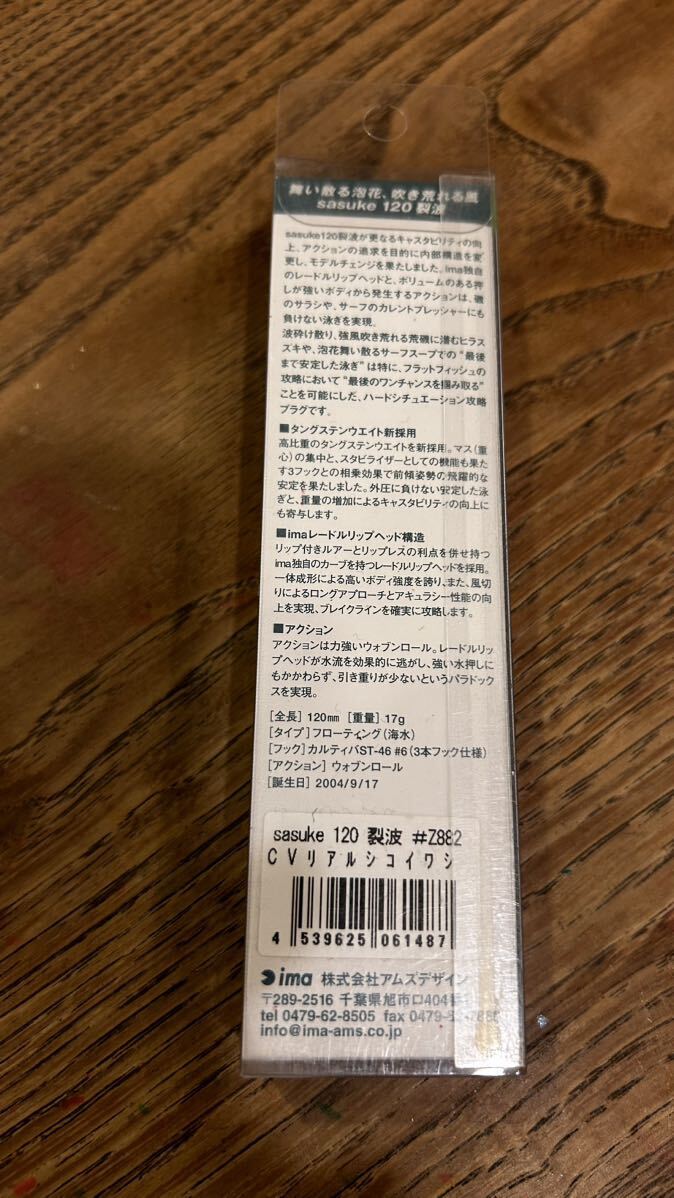 舞い散る泡花、吹き荒れる風
sasuke 120 裂波
sasuke120裂波が更なるキャスタビリティの向
上、アクションの追求を目的に内部構造を変
更し、モデルチェンジを果たしました。ima独自
のレードルリップヘッドと、ボリュームのある押
しが強いボディから発生するアクションは、磯
のサラシや、サーフのカレントプレッシャーにも
負けない泳ぎを実現。
波砕け散り、強風吹き荒れる荒磯に潜むヒラス
ズキや、泡花舞い散るサーフスープでの“最後
まで安定した泳ぎ”は特に、フラットフィッシュの
攻略において“最後のワンチャンスを掴み取る”
ことを可能にした、ハードシチュエーション攻略
プラグです。
■タングステンウエイト新採用
高比重のタングステンウエイトを新採用。マス(重
心)の集中と、スタビライザーとしての機能も果た
す3フックとの相乗効果で前傾姿勢の飛躍的な
安定を果たしました。外圧に負けない安定した泳
ぎと、重量の増加によるキャスタビリティの向上に
も寄与します。
■imaレードルリップヘッド構造
リップ付きルアーとリップレスの利点を併せ持つ
ima独自のカーブを持つレードルリップヘッドを採用。
一体成形による高いボディ強度を誇り、また、風切
りによるロングアプローチとアキュラシー性能の向
上を実現、ブレイクラインを確実に攻略します。
■アクション
アクションは力強いウォブンロール。レードルリッ
プヘッドが水流を効果的に逃がし、強い水押しに
もかかわらず、引き重りが少ないというパラドック
スを実現。
[全長] 120mm [重量] 17g
[タイプ] フローティング(海水)
[フック] カルティバST-46 #6(3本フック仕様)
[アクション] ウォブンロール
[誕生日] 2004/9/17
sasuke 120 裂波 #Z882
CVリアルシコイワシ
4 539625 061487
ima 株式会社アムズデザイン
〒289-2516 千葉県旭市ロ404番
tel 0479-62-8505 fax 0479-
info@ima-ams.co.jp